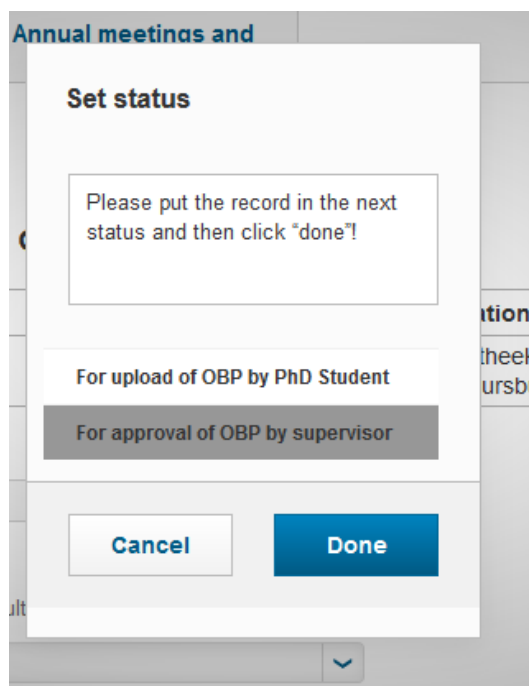 Annual meetings and
Set status
Please put the record in the next
status and then click “done”!
For upload of OBP by PhD Student
For approval of OBP by supervisor
Cancel
Done